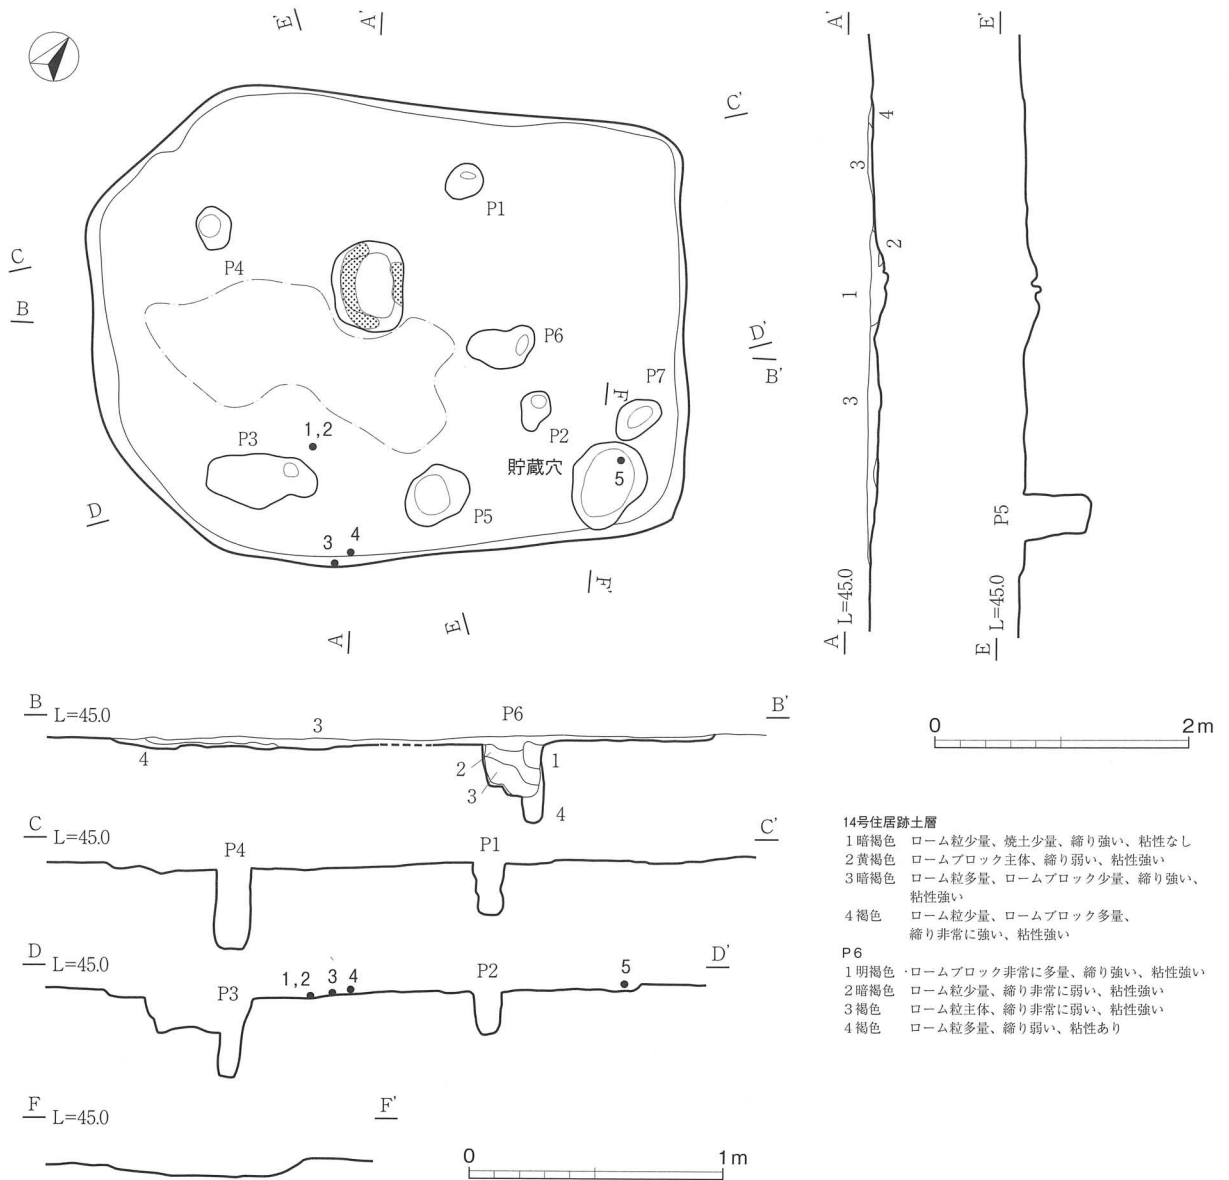 E' A' A' E'
C'
4
3
P1
P4
C
2
B
1
P6
D'
B'
P7
F'
3
P2
1,2
P3
貯蔵穴
5
D
P5
P5
3 4
F
L=45.0 L=45.0
A E A E
B L=45.0 3 P6 B'
0 2m
4 2 1
3 4
C L=45.0 P4 P1 C'
D L=45.0 P3 1,2 3 4 P2 5 D'
F L=45.0 F'
0 1m
14号住居跡土層
1暗褐色 ローム粒少量、焼土少量、締り強い、粘性なし
2黄褐色 ロームブロック主体、締り弱い、粘性強い
3暗褐色 ローム粒多量、ロームブロック少量、締り強い、
粘性強い
4褐色 ローム粒少量、ロームブロック多量、
締り非常に強い、粘性強い
P6
1明褐色 ・ロームブロック非常に多量、締り強い、粘性強い
2暗褐色 ローム粒少量、締り非常に弱い、粘性強い
3褐色 ローム粒主体、締り非常に弱い、粘性強い
4褐色 ローム粒多量、締り弱い、粘性あり